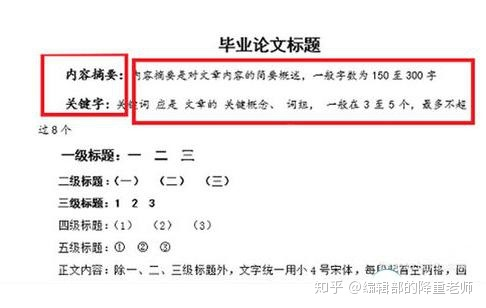 毕业论文标题
内容摘要：内容摘要是对文章内容的简要概述，一般字数为150至300字
关键字：关键词 应是 文章的 关键概念、 词组， 一般在3至5个，最多不超
过8个
一级标题：一 二 三
二级标题：（一） （二） （三）
三级标题：1 2 3
四级标题：（1） （2） （3）
五级标题：① ② ③
正文内容：除一、二、三级标题外，文字统一用小4号宋体，每段起首空两格，回
知乎 @编辑部的降重老师